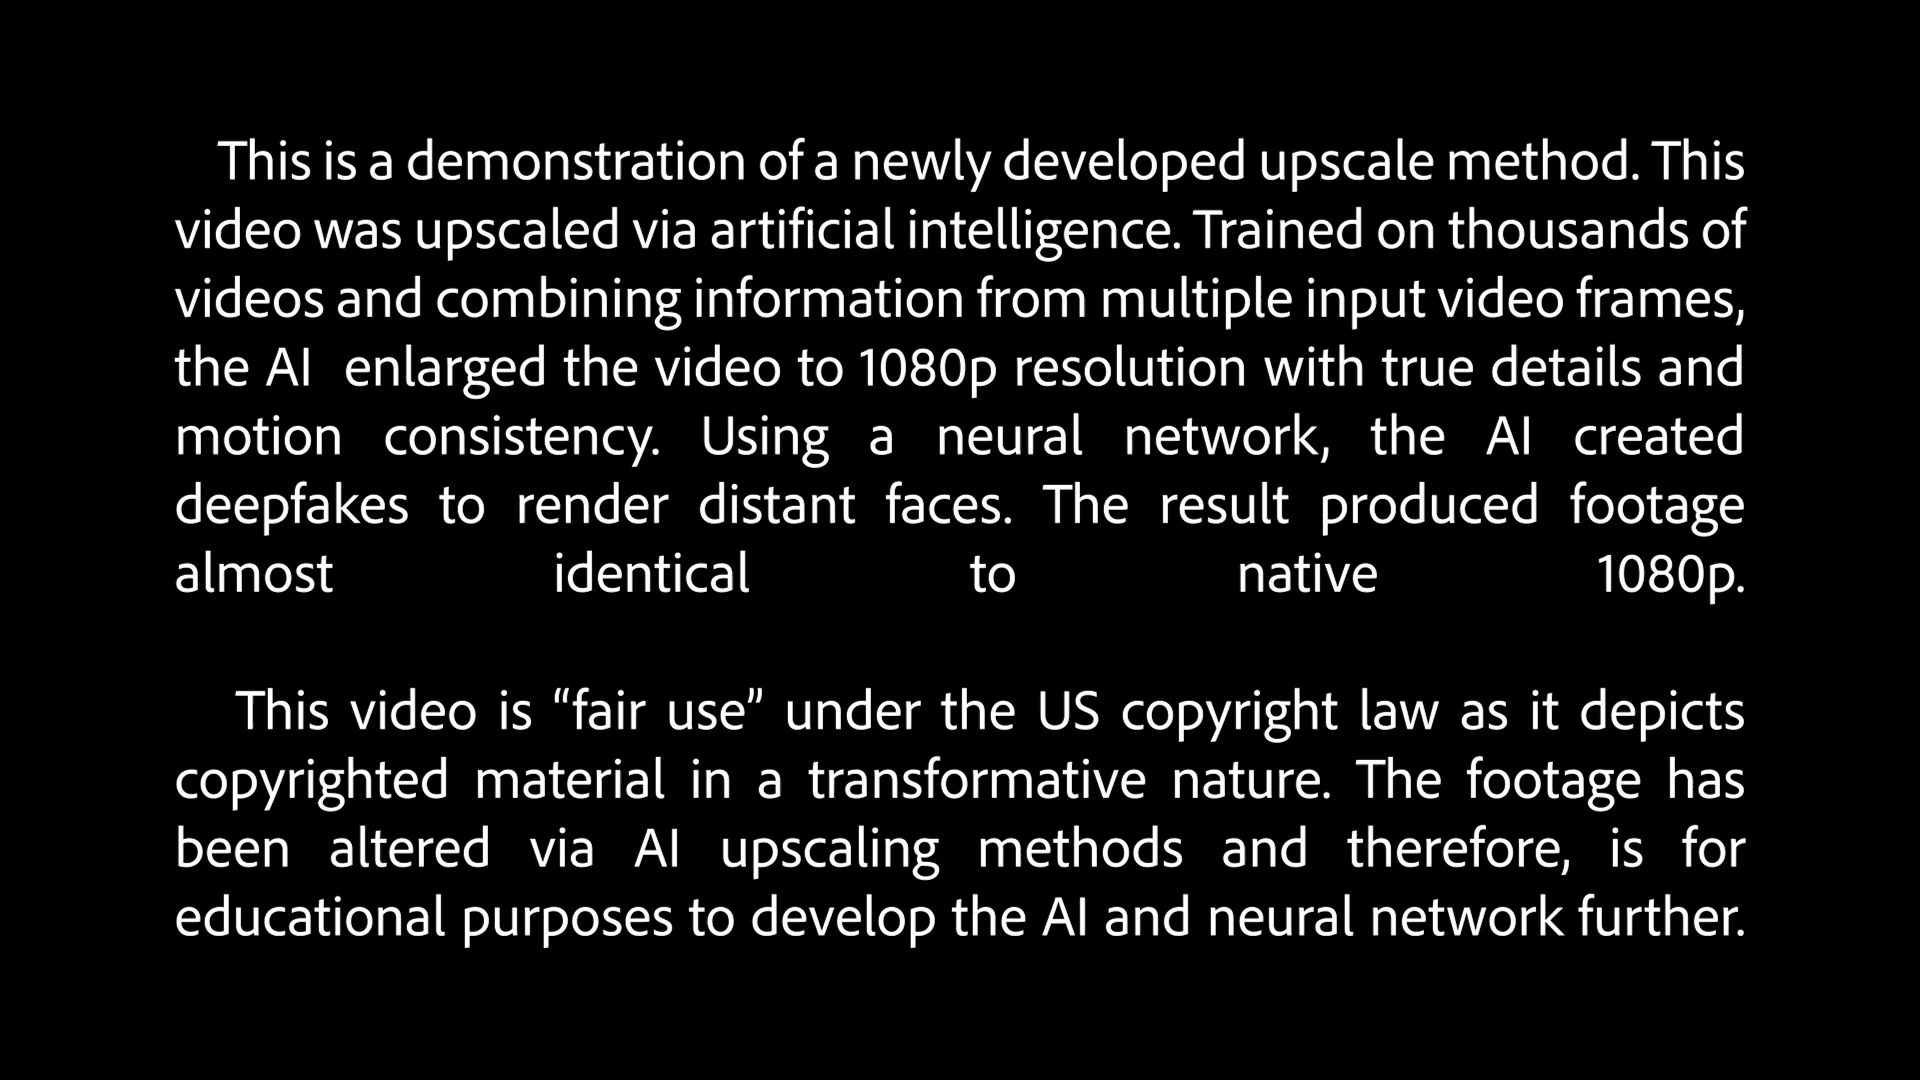 This is a demonstration of a newly developed upscale method. This
video was upscaled via artificial intelligence. Trained on thousands of
videos and combining information from multiple input video frames,
the AI enlarged the video to 1080p resolution with true details and
motion consistency. Using a neural network, the AI created
deepfakes to render distant faces. The result produced footage
almost identical to native 1080p.
This video is “fair use” under the US copyright law as it depicts
copyrighted material in a transformative nature. The footage has
been altered via AI upscaling methods and therefore, is for
educational purposes to develop the AI and neural network further.